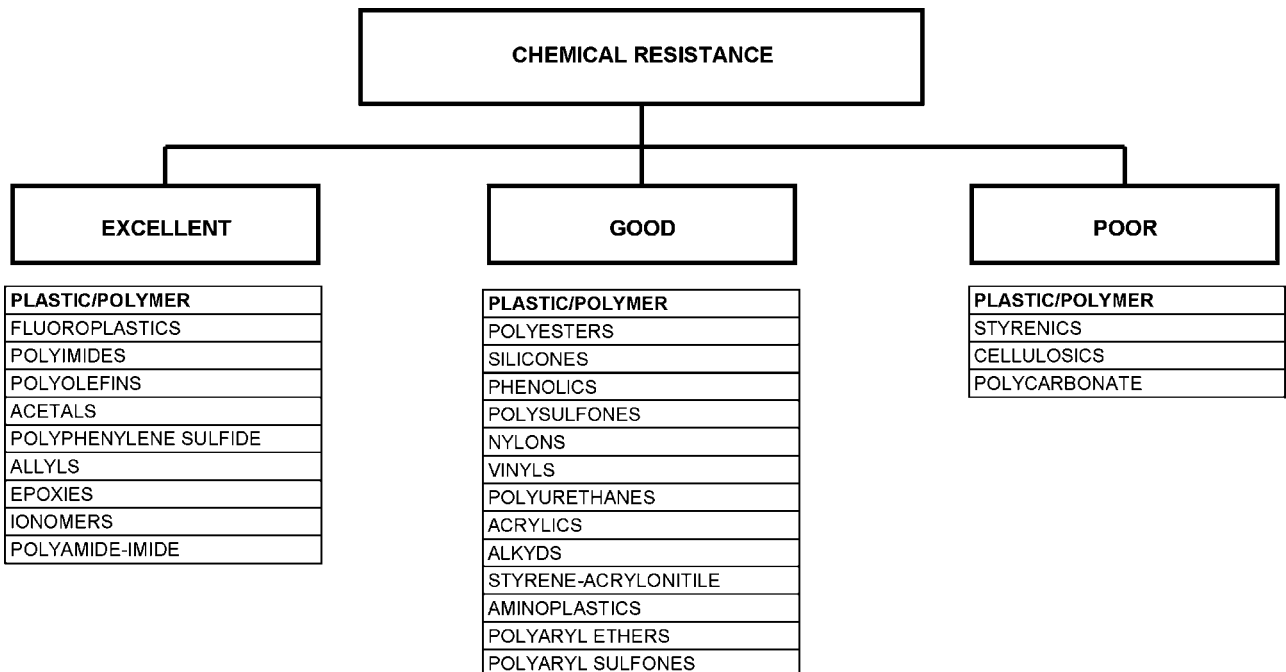 CHEMICAL RESISTANCE
EXCELLENT
PLASTIC/POLYMER
FLUOROPLASTICS
POLYIMIDES
POLYOLEFINS
ACETALS
POLYPHENYLENE SULFIDE
ALLYLS
EPOXIES
IONOMERS
POLYAMIDE-IMIDE
GOOD
PLASTIC/POLYMER
POLYESTERS
SILICONES
PHENOLICS
POLYSULFONES
NYLONS
VINYLS
POLYURETHANES
ACRYLICS
ALKYDS
STYRENE-ACRYLONITILE
AMINOPLASTICS
POLYARYL ETHERS
POLYARYL SULFONES
POOR
PLASTIC/POLYMER
STYRENICS
CELLULOSICS
POLYCARBONATE